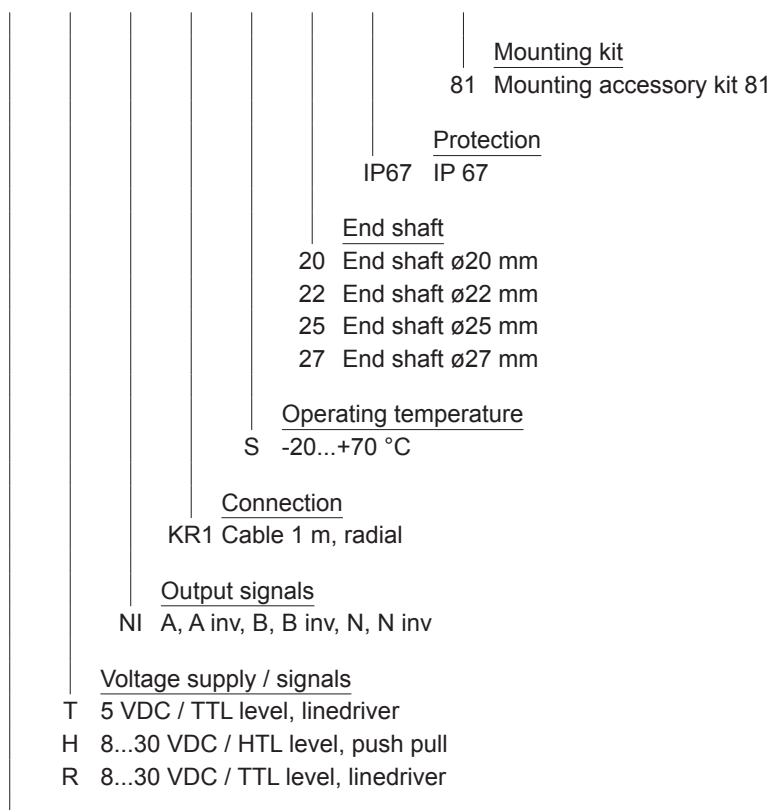 Mounting kit
81 Mounting accessory kit 81
Protection
IP67 IP 67
End shaft
20 End shaft ø20 mm
22 End shaft ø22 mm
25 End shaft ø25 mm
27 End shaft ø27 mm
Operating temperature
S -20...+70 °C
Connection
KR1 Cable 1 m, radial
Output signals
NI A, A inv, B, B inv, N, N inv
Voltage supply / signals
T 5 VDC / TTL level, linedriver
H 8...30 VDC / HTL level, push pull
R 8...30 VDC / TTL level, linedriver